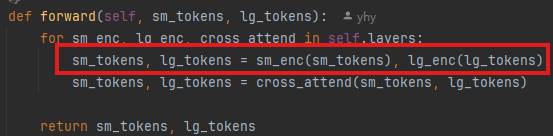 def forward(self, sm_tokens, lg_tokens): yhy
for sm_enc, lg_enc, cross_attend in self.layers:
sm_tokens, lg_tokens = sm_enc(sm_tokens), lg_enc(lg_tokens)
sm_tokens, lg_tokens = cross_attend(sm_tokens, lg_tokens)
return sm_tokens, lg_tokens